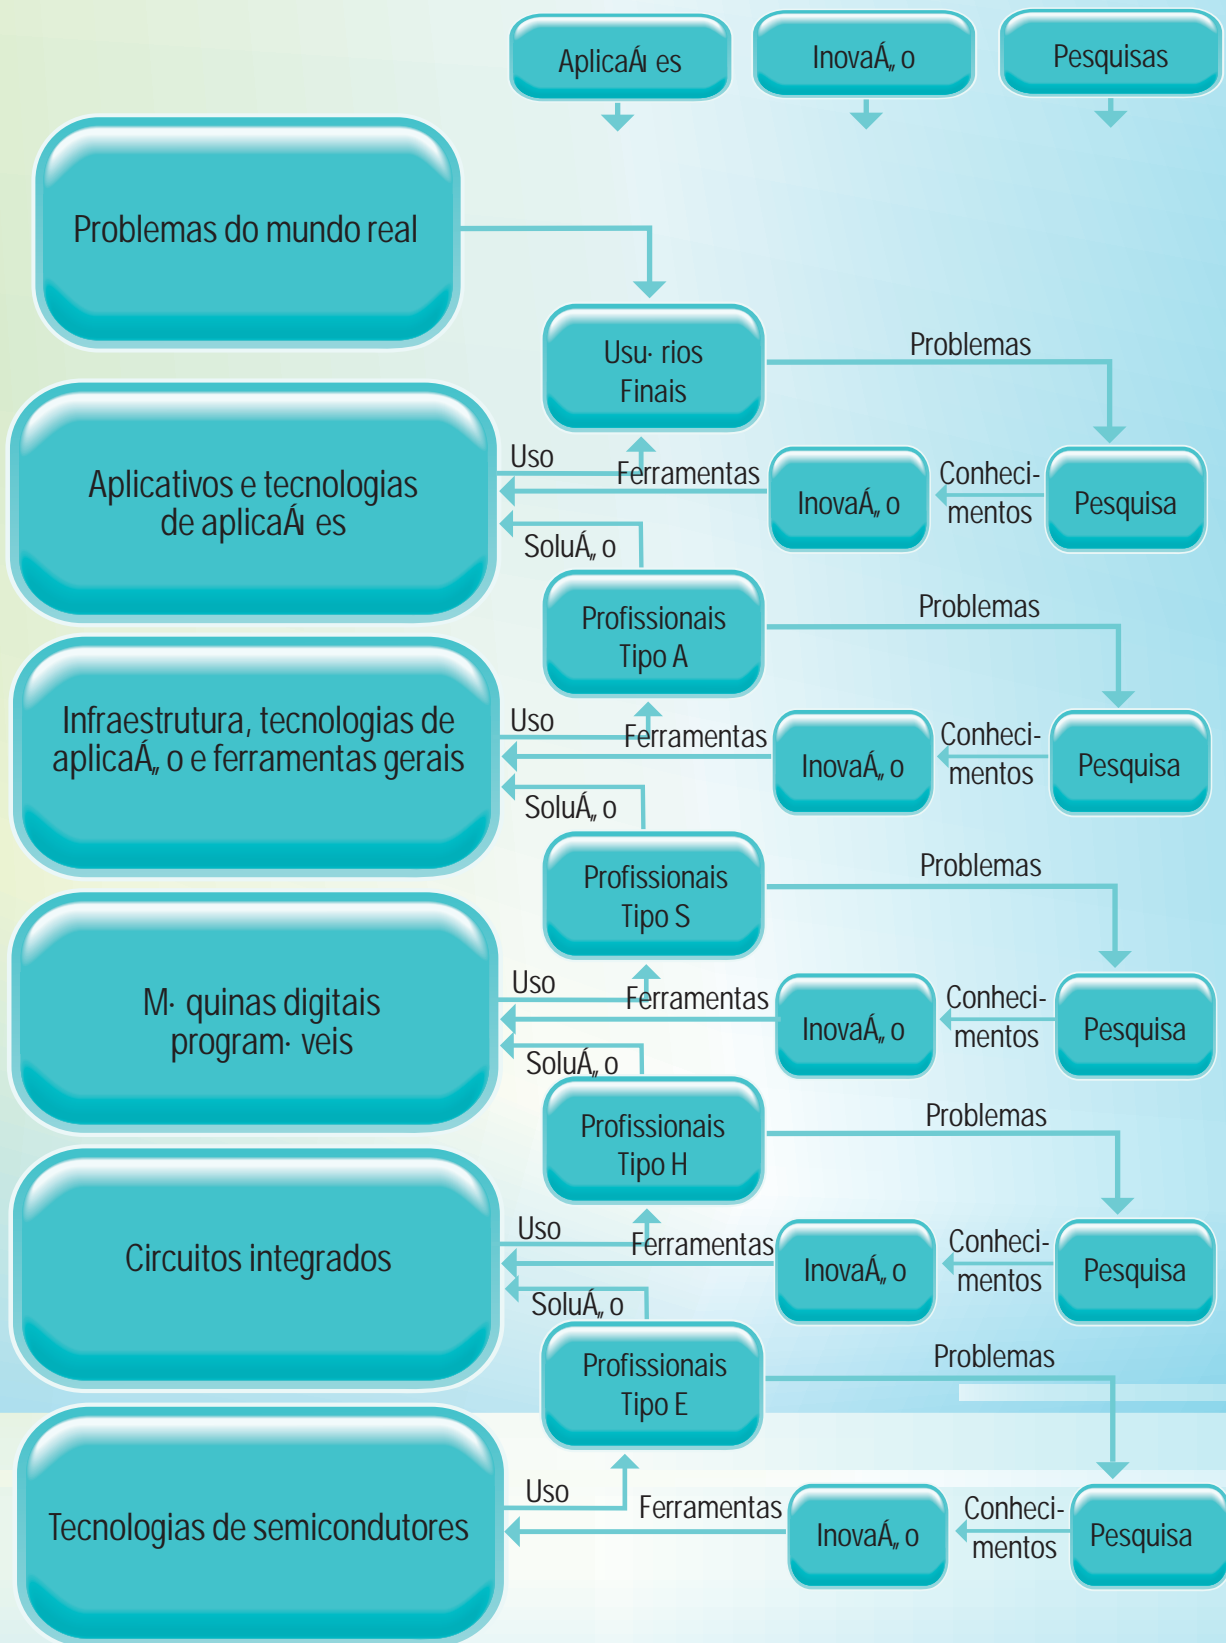 AplicaÁı es
InovaÁ„ o
Pesquisas
Problemas do mundo real
Usu· rios
Finais
Problemas
Aplicativos e tecnologias
de aplicaÁı es
Uso
Ferramentas
InovaÁ„ o
Conheci-
mentos
Pesquisa
SoluÁ„ o
Profissionais
Tipo A
Problemas
Infraestrutura, tecnologias de
aplicaÁ„ o e ferramentas gerais
Uso
Ferramentas
InovaÁ„ o
Conheci-
mentos
Pesquisa
SoluÁ„ o
Profissionais
Tipo S
Problemas
M· quinas digitais
program· veis
Uso
Ferramentas
InovaÁ„ o
Conheci-
mentos
Pesquisa
SoluÁ„ o
Profissionais
Tipo H
Problemas
Circuitos integrados
Uso
Ferramentas
InovaÁ„ o
Conheci-
mentos
Pesquisa
SoluÁ„ o
Profissionais
Tipo E
Problemas
Tecnologias de semicondutores
Uso
Ferramentas
InovaÁ„ o
Conheci-
mentos
Pesquisa